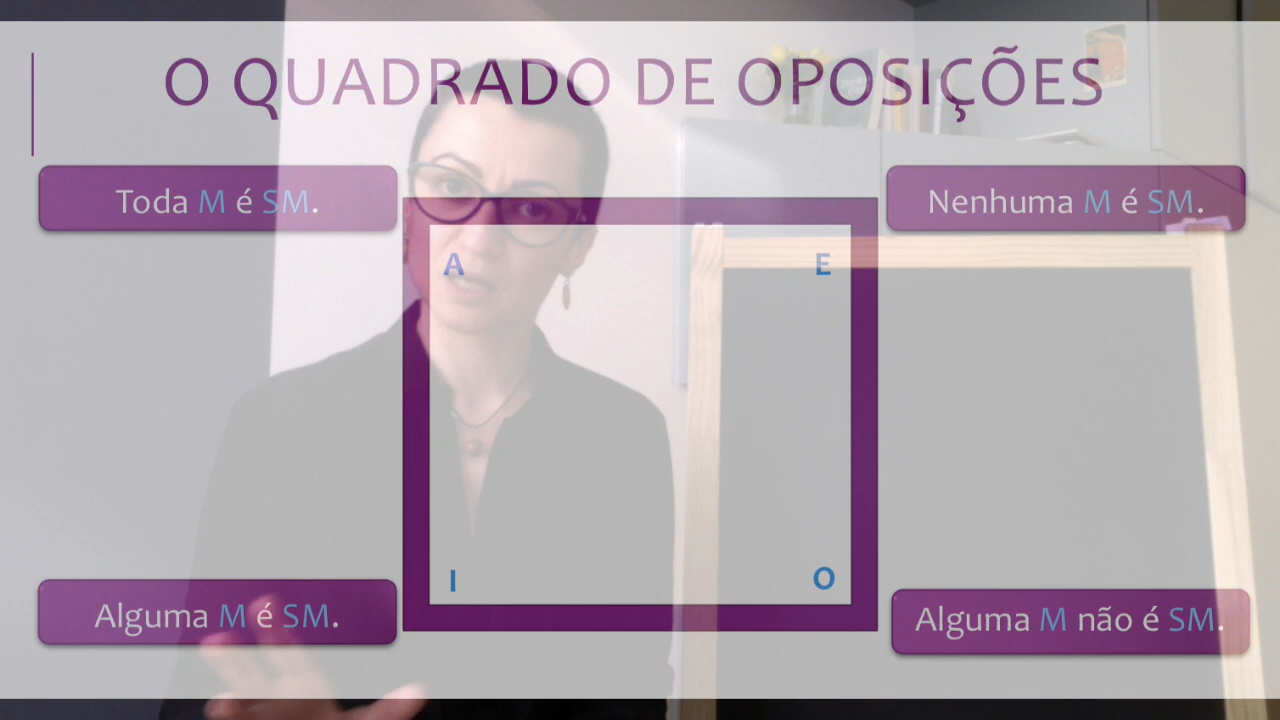 O QUADRADO DE OPOSIÇÕES
Toda M é SM.
Nenhuma M é SM.
A
E
I
O
Alguma M é SM.
Alguma M não é SM.